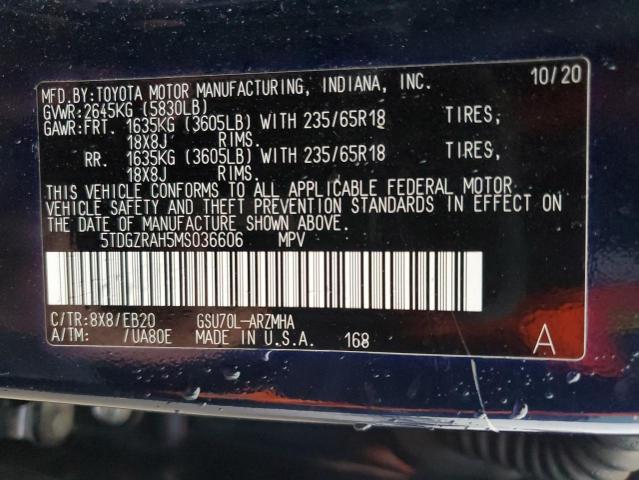 MFD.BY:TOYOTA MOTOR MANUFACTURING, INDIANA, INC. 10/20
GVWR:2645KG (5830LB)
GAWR:FRT. 1635KG (3605LB) WITH 235/65R18 TIRES,
18X8J RIMS.
RR. 1635KG (3605LB) WITH 235/65R18 TIRES,
18X8J RIMS.
THIS VEHICLE CONFORMS TO ALL APPLICABLE FEDERAL MOTOR
VEHICLE SAFETY AND THEFT PREVENTION STANDARDS IN EFFECT ON
THE DATE OF MANUFACTURE SHOWN ABOVE.
5TDGZRAH5MS036606 MPV
C/TR:8X8/EB20 GSU70L-ARZMHA
A/TM: /UA80E MADE IN U.S.A. 168 A